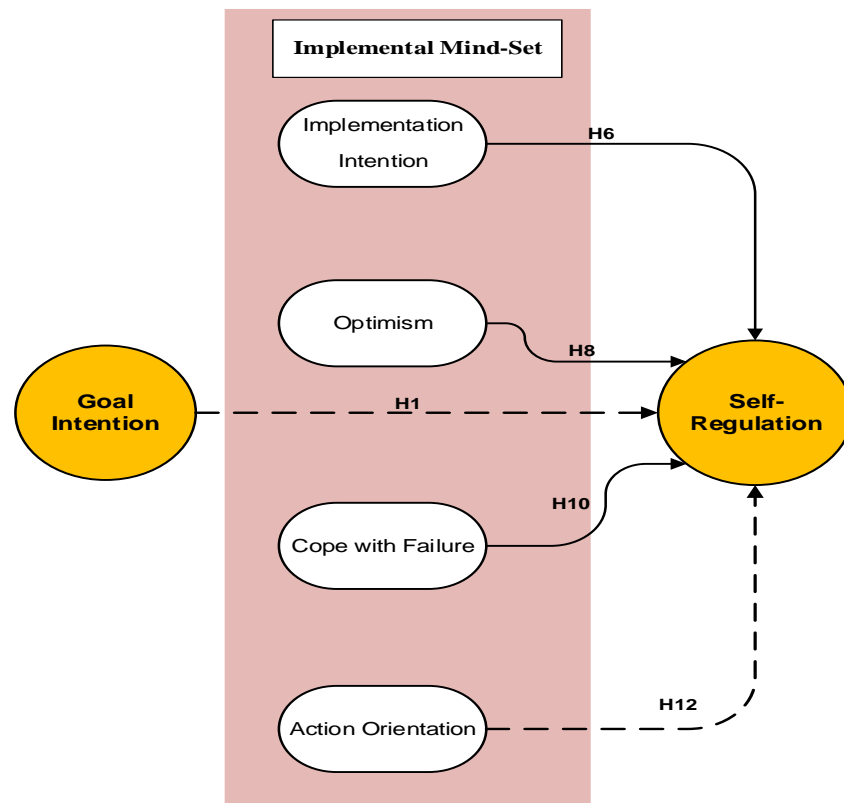 Implemental Mind-Set
Implementation
Intention
H6
Optimism
H8
Goal
Intention
H1
Self-
Regulation
H10
Cope with Failure
H12
Action Orientation